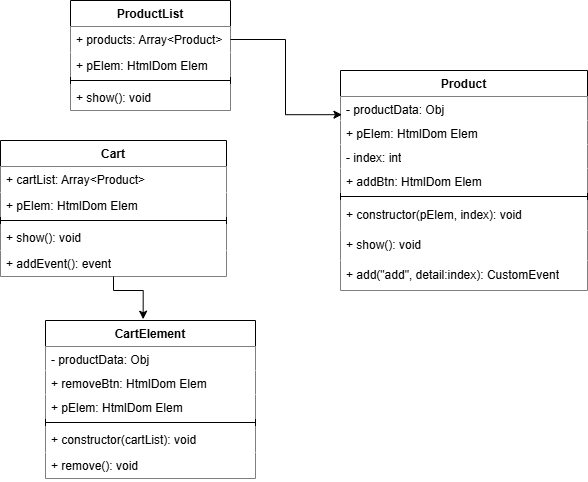 ProductList
+ products: Array<Product>
+ pElem: HtmlDom Elem
+ show(): void
Product
- productData: Obj
+ pElem: HtmlDom Elem
- index: int
+ addBtn: HtmlDom Elem
+ constructor(pElem, index): void
+ show(): void
+ add("add", detail:index): CustomEvent
Cart
+ cartList: Array<Product>
+ pElem: HtmlDom Elem
+ show(): void
+ addEvent(): event
CartElement
- productData: Obj
+ removeBtn: HtmlDom Elem
+ pElem: HtmlDom Elem
+ constructor(cartList): void
+ remove(): void